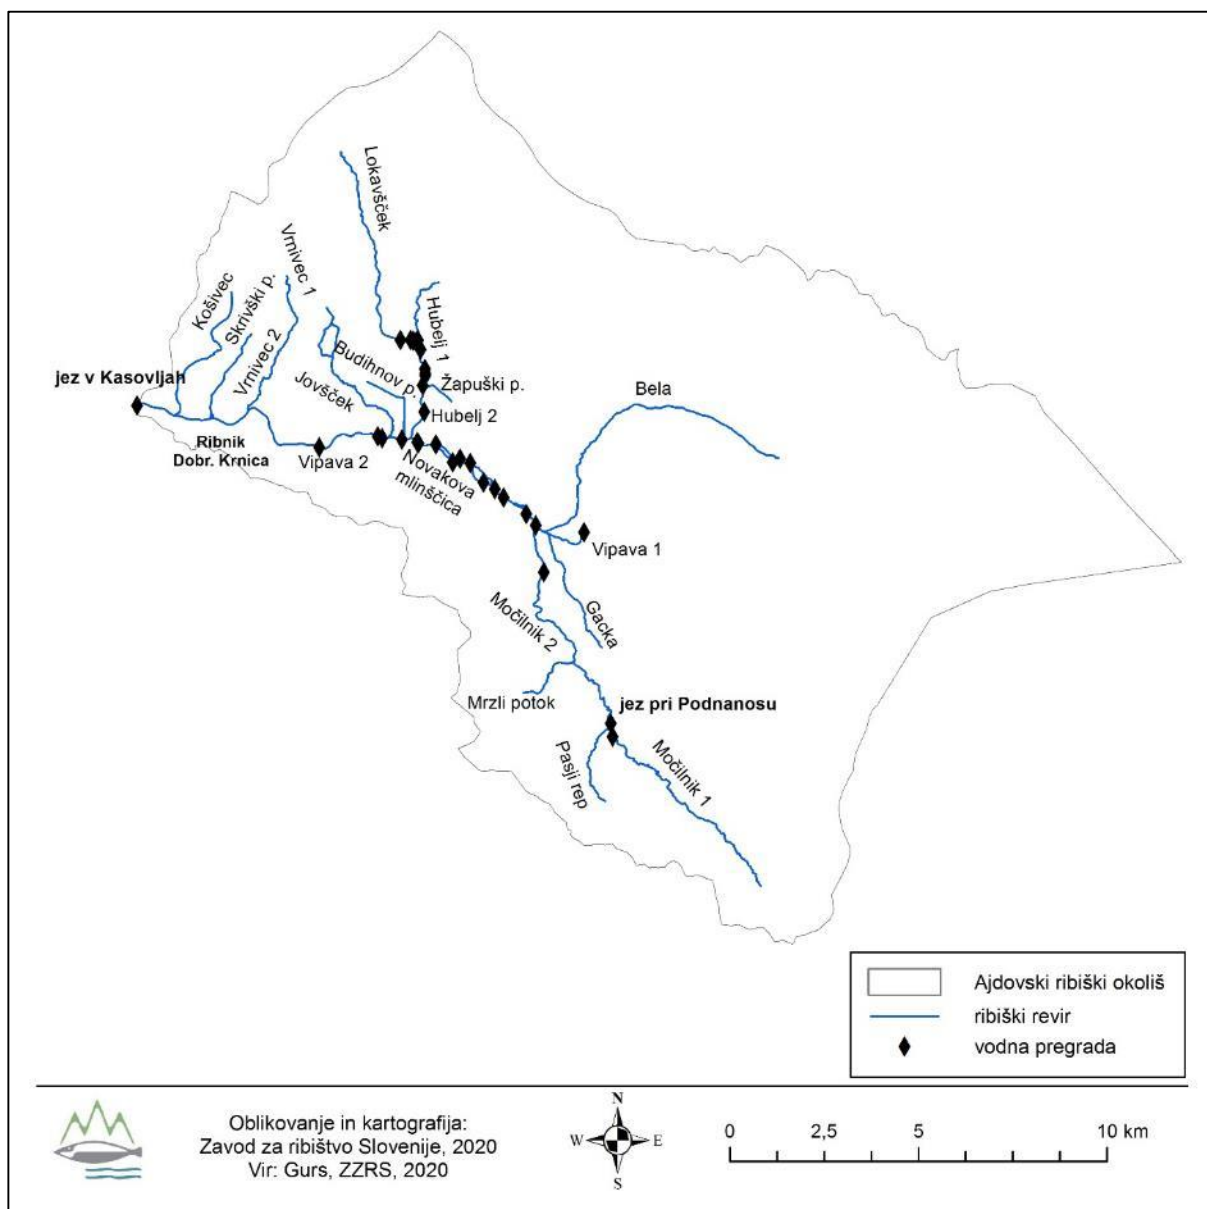 Lokavšček
Vrnivec 1
Košivec
Skrivški p.
Hubelj 1
Vrnivec 2
Budihnov p.
jez v Kasovljah
Jovšček
Žapuški p.
Bela
Hubelj 2
Ribnik
Dobr. Krnica
Vipava 2
Novakova
mlinščica
Vipava 1
Gacka
Močilnik 2
Mrzli potok
jez pri Podnanosu
Pasji rep
Močilnik 1
Ajdovski ribiški okoliš
ribiški revir
vodna pregrada
Oblikovanje in kartografija:
Zavod za ribištvo Slovenije, 2020
Vir: Gurs, ZZRS, 2020
N
W E
S
0 2,5 5 10 km